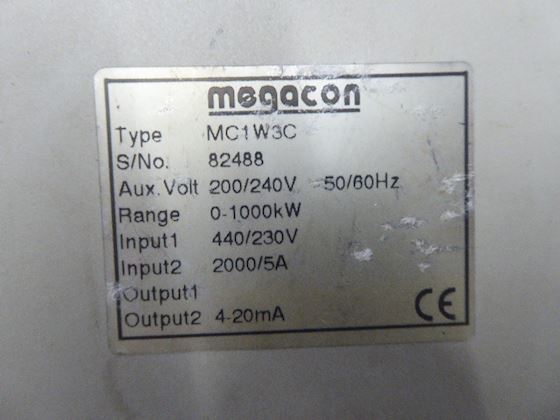 megacon
Type MC1W3C
S/No. 82488
Aux. Volt 200/240V 50/60Hz
Range 0-1000kW
Input1 440/230V
Input2 2000/5A
Output1
Output2 4-20mA
CE